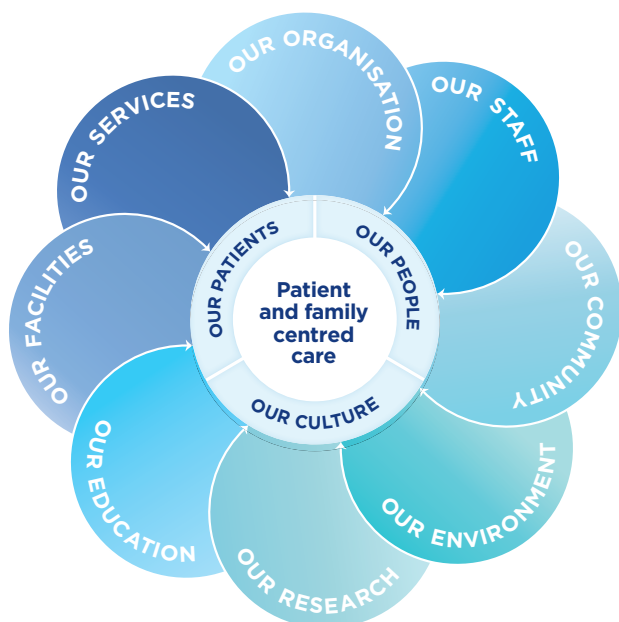 OUR ORGANISATION
OUR STAFF
OUR COMMUNITY
OUR ENVIRONMENT
OUR RESEARCH
OUR EDUCATION
OUR FACILITIES
OUR SERVICES
OUR PATIENTS
OUR PEOPLE
OUR CULTURE
Patient
and family
centred
care